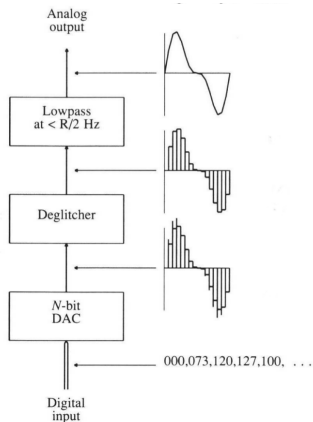 Analog
output
Lowpass
at < R/2 Hz
Deglitcher
N-bit
DAC
000,073,120,127,100, . . .
Digital
input